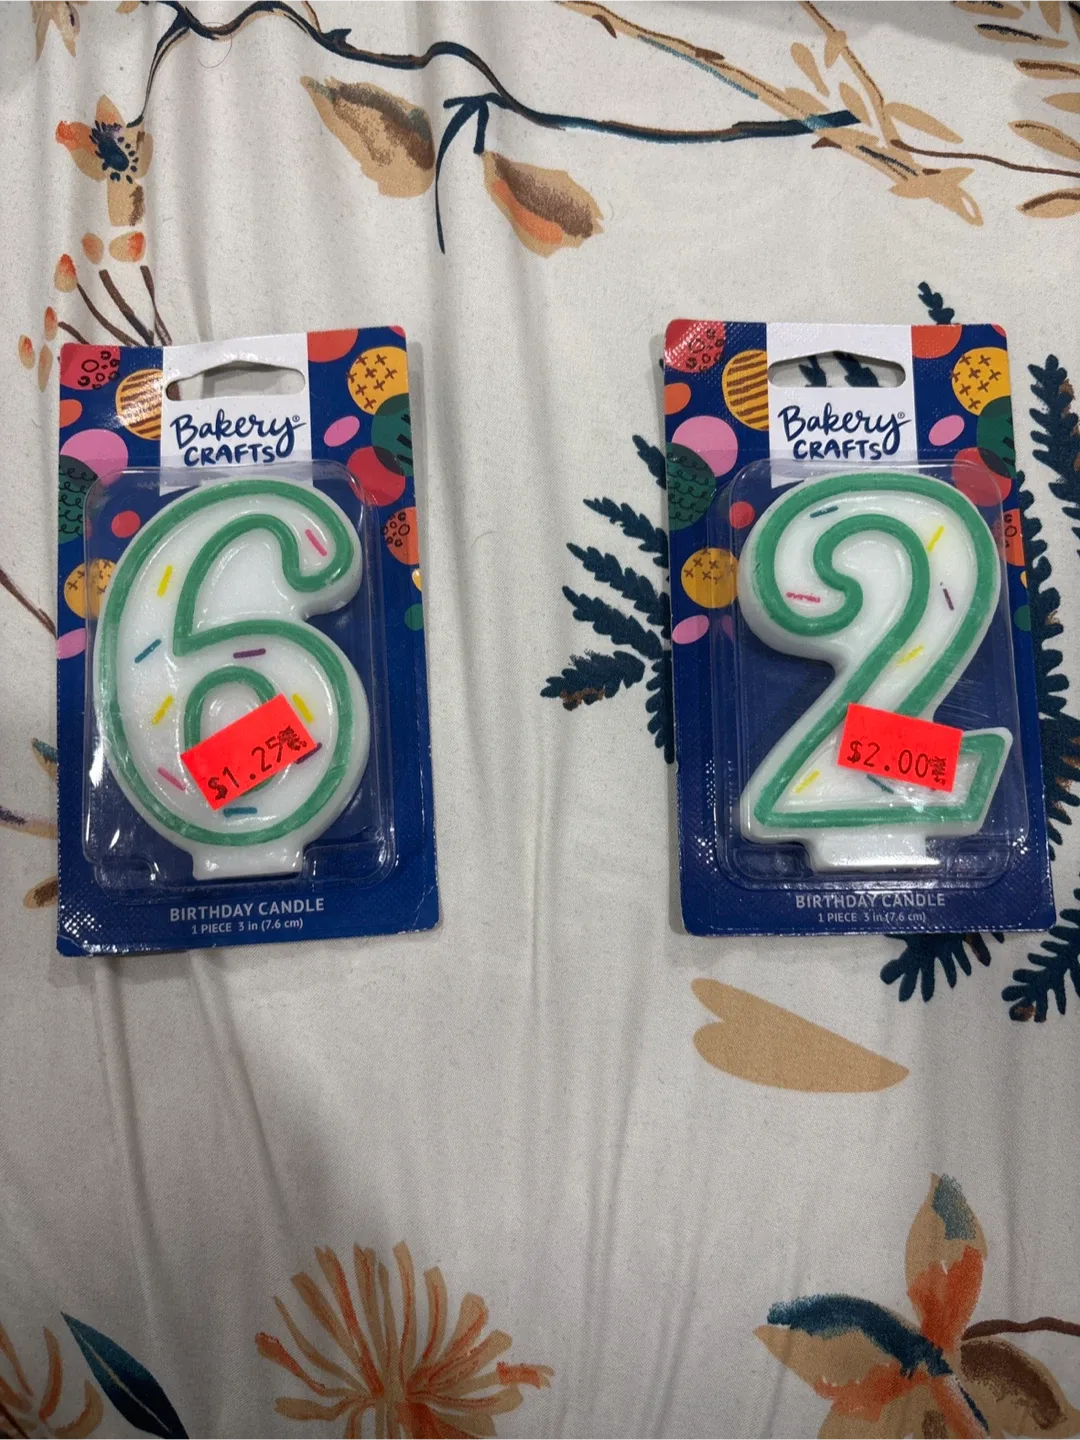 Bakery®
CRAFTS
6
$1.25
BIRTHDAY CANDLE
1 PIECE 3 in (7.6 cm)
Bakery®
CRAFTS
2
$2.00
BIRTHDAY CANDLE
1 PIECE 3 in (7.6 cm)